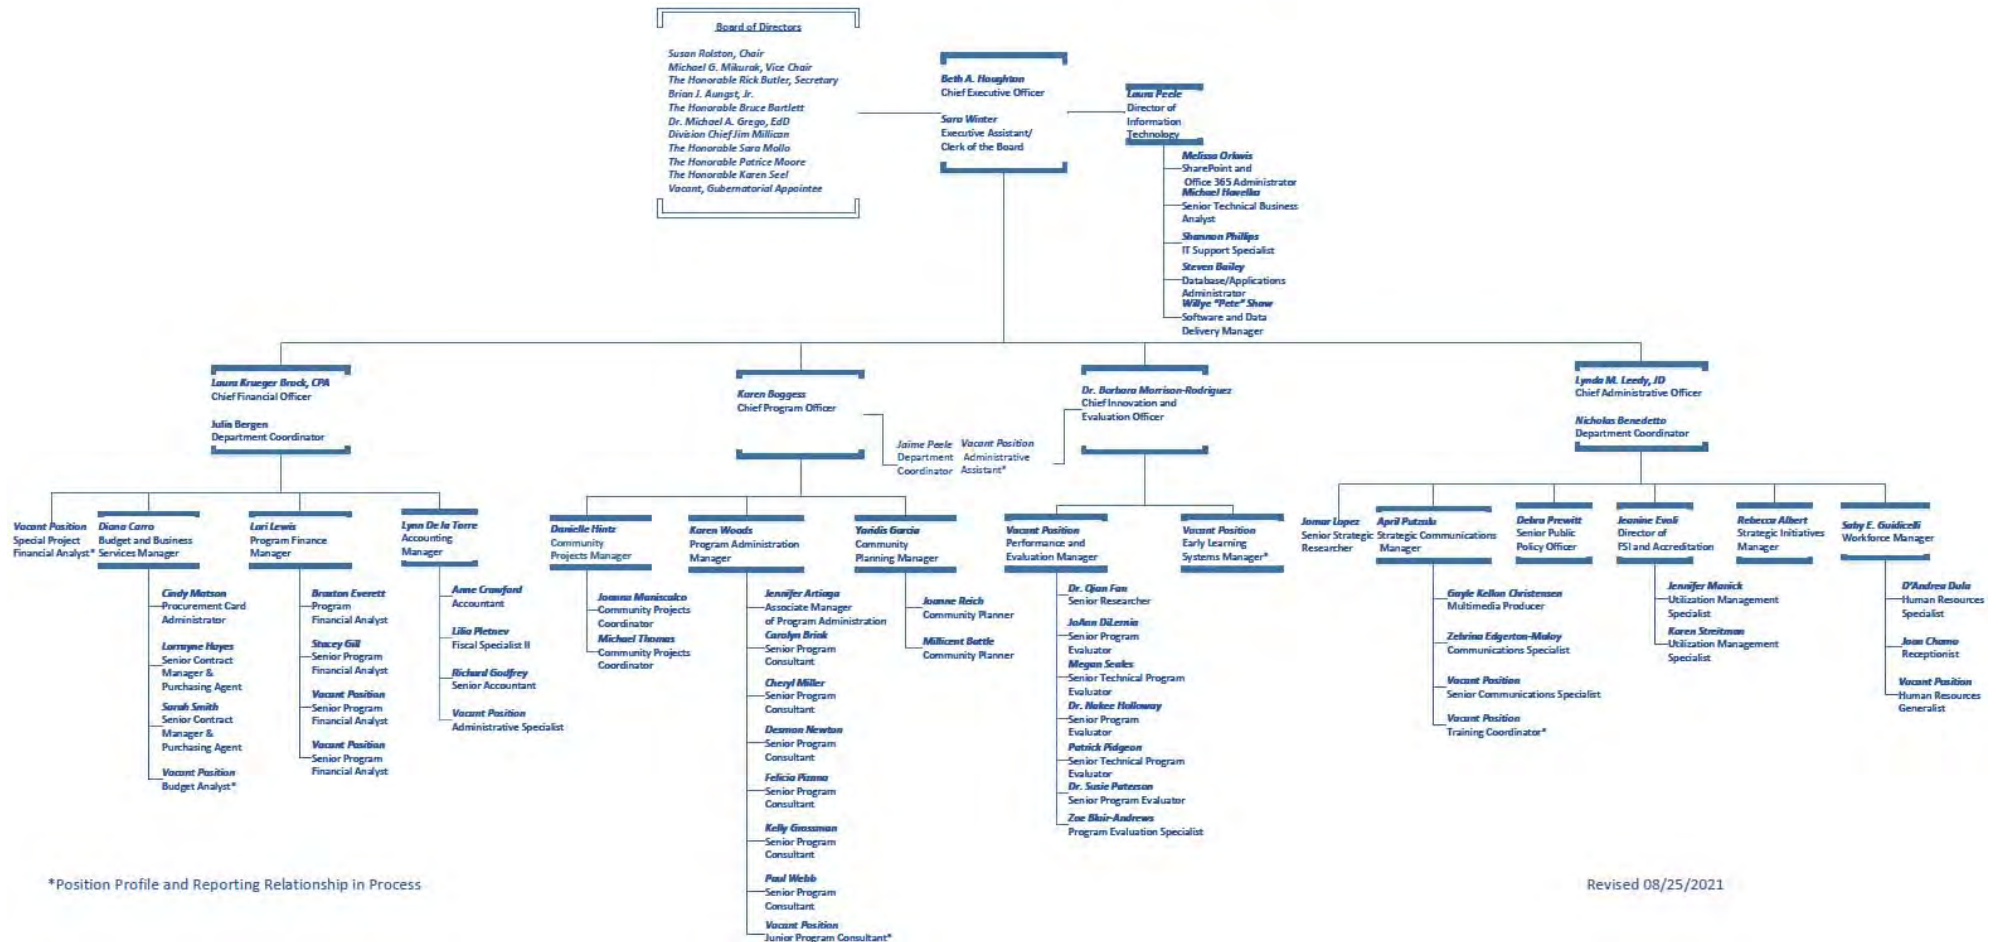 Board of Directors
Susan Rolston, Chair
Michael G. Mikurak, Vice Chair
The Honorable Rick Butler, Secretary
Brian J. Aungst, Jr.
The Honorable Bruce Bartlett
Dr. Michael A. Grego, EdD
Division Chief Jim Millican
The Honorable Sara Mollo
The Honorable Patrice Moore
The Honorable Karen Seel
Vacant, Gubernatorial Appointee
Beth A. Houghton
Chief Executive Officer
Sara Winter
Executive Assistant/
Clerk of the Board
Laura Peele
Director of
Information
Technology
Melissa Orkwis
SharePoint and
Office 365 Administrator
Michael Havelka
Senior Technical Business
Analyst
Shannon Phillips
IT Support Specialist
Steven Bailey
Database/Applications
Administrator
Willye "Pete" Shaw
Software and Data
Delivery Manager
Laura Krueger Brock, CPA
Chief Financial Officer
Julia Bergen
Department Coordinator
Karen Boggess
Chief Program Officer
Jaime Peele
Department
Coordinator
Vacant Position
Administrative
Assistant*
Dr. Barbara Morrison-Rodriguez
Chief Innovation and
Evaluation Officer
Lynda M. Leedy, JD
Chief Administrative Officer
Nicholas Benedetto
Department Coordinator
Vacant Position
Special Project
Financial Analyst*
Diana Carro
Budget and Business
Services Manager
Cindy Matson
Procurement Card
Administrator
Lorrayne Hayes
Senior Contract
Manager &
Purchasing Agent
Sarah Smith
Senior Contract
Manager &
Purchasing Agent
Vacant Position
Budget Analyst*
Lori Lewis
Program Finance
Manager
Braxton Everett
Program
Financial Analyst
Stacey Gill
Senior Program
Financial Analyst
Vacant Position
Senior Program
Financial Analyst
Vacant Position
Senior Program
Financial Analyst
Lynn De la Torre
Accounting
Manager
Anne Crawford
Accountant
Lilia Pletnev
Fiscal Specialist II
Richard Godfrey
Senior Accountant
Vacant Position
Administrative Specialist
Danielle Hintz
Community
Projects Manager
Joanna Maniscalco
Community Projects
Coordinator
Michael Thomas
Community Projects
Coordinator
Karen Woods
Program Administration
Manager
Jennifer Artiaga
Associate Manager
of Program Administration
Carolyn Brink
Senior Program
Consultant
Cheryl Miller
Senior Program
Consultant
Desmon Newton
Senior Program
Consultant
Felicia Pizana
Senior Program
Consultant
Kelly Grossman
Senior Program
Consultant
Paul Webb
Senior Program
Consultant
Vacant Position
Junior Program Consultant*
Yaridis Garcia
Community
Planning Manager
Joanne Reich
Community Planner
Millicent Battle
Community Planner
Vacant Position
Performance and
Evaluation Manager
Dr. Qian Fan
Senior Researcher
JoAnn DiLernia
Senior Program
Evaluator
Megan Seales
Senior Technical Program
Evaluator
Dr. Nakee Holloway
Senior Program
Evaluator
Patrick Pidgeon
Senior Technical Program
Evaluator
Dr. Susie Paterson
Senior Program Evaluator
Zoe Blair-Andrews
Program Evaluation Specialist
Vacant Position
Early Learning
Systems Manager*
Jomar Lopez
Senior Strategic
Researcher
April Putzulu
Strategic Communications
Manager
Gayle Kellon Christensen
Multimedia Producer
Zehrina Edgerton-Maloy
Communications Specialist
Vacant Position
Senior Communications Specialist
Vacant Position
Training Coordinator*
Debra Prewitt
Senior Public
Policy Officer
Jeanine Evoli
Director of
FSI and Accreditation
Jennifer Manick
Utilization Management
Specialist
Karen Streitman
Utilization Management
Specialist
Rebecca Albert
Strategic Initiatives
Manager
Saby E. Guidicelli
Workforce Manager
D'Andrea Dula
Human Resources
Specialist
Joan Chamo
Receptionist
Vacant Position
Human Resources
Generalist
*Position Profile and Reporting Relationship in Process
Revised 08/25/2021